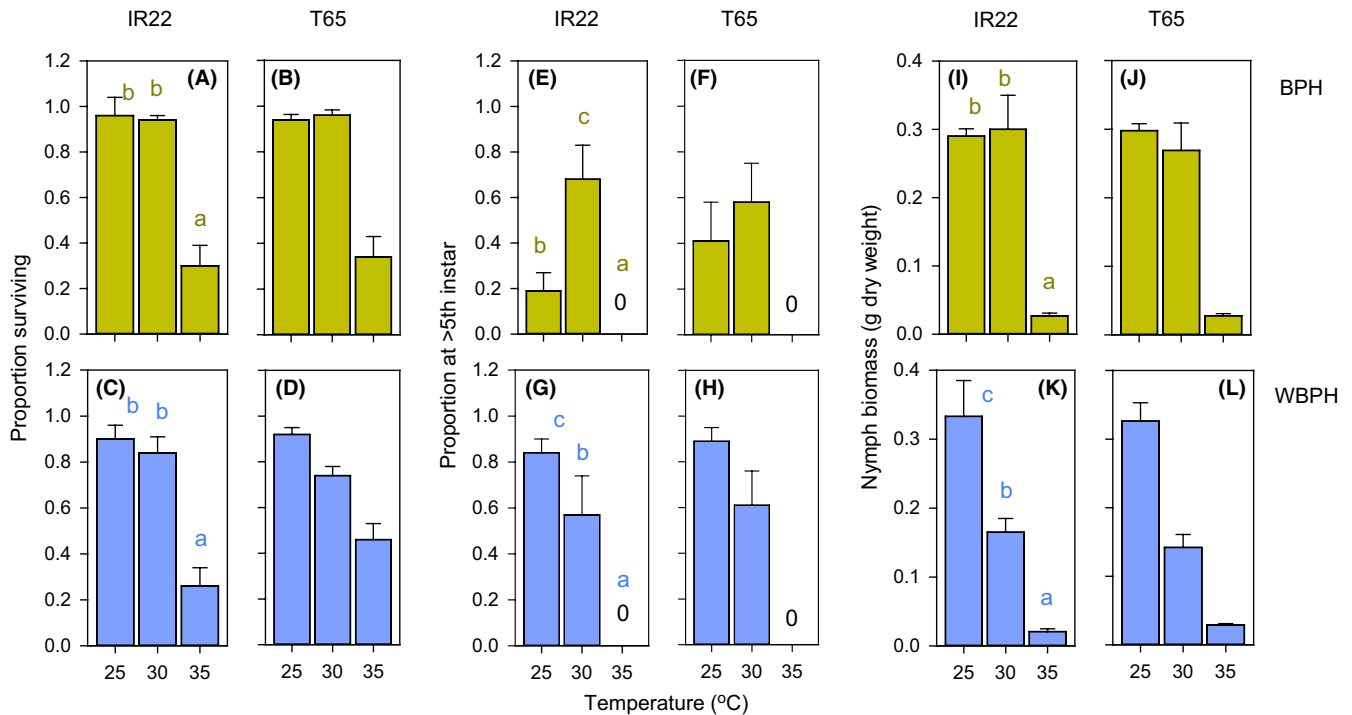 IR22 T65 IR22 T65 IR22 T65
BPH
WBPH
Proportion surviving
1.2 (A) (B)
1.0 b b
0.8
0.6
0.4 a
0.2
0.0
1.2 (C) (D)
1.0 b b
0.8
0.6
0.4 a
0.2
0.0
25 30 35 25 30 35
Proportion at >5th instar
1.2 (E) (F)
1.0 c
0.8
0.6
0.4 b a
0.2 0 0
0.0
1.2 (G) (H)
1.0 c
0.8 b
0.6
0.4 a
0.2 0 0
0.0
25 30 35 25 30 35
Nymph biomass (g dry weight)
0.4 (I) (J)
b b
0.3
0.2
0.1 a
0.0
0.4 (K) (L)
c
0.3
0.2 b
0.1 a
0.0
25 30 35 25 30 35
Temperature (ºC)